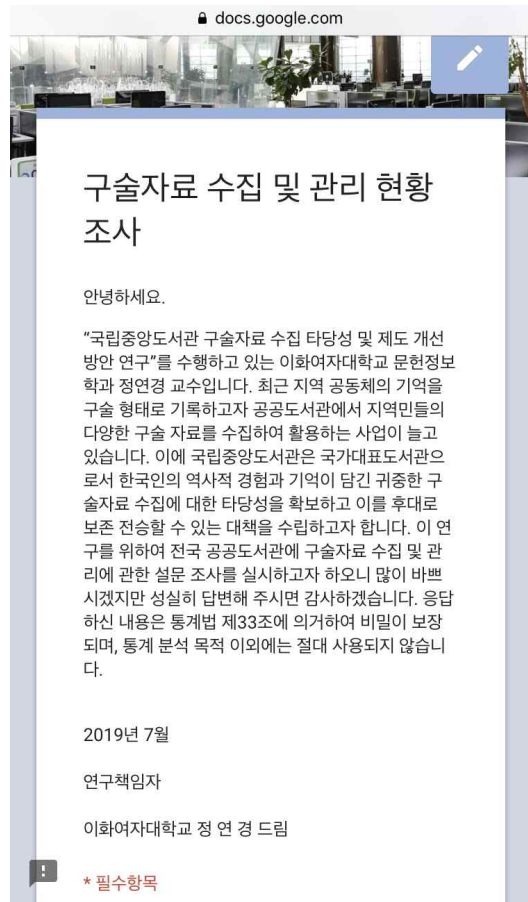 docs.google.com
구술자료 수집 및 관리 현황
조사
안녕하세요.
“국립중앙도서관 구술자료 수집 타당성 및 제도 개선
방안 연구”를 수행하고 있는 이화여자대학교 문헌정보
학과 정연경 교수입니다. 최근 지역 공동체의 기억을
구술 형태로 기록하고자 공공도서관에서 지역민들의
다양한 구술 자료를 수집하여 활용하는 사업이 늘고
있습니다. 이에 국립중앙도서관은 국가대표도서관으
로서 한국인의 역사적 경험과 기억이 담긴 귀중한 구
술자료 수집에 대한 타당성을 확보하고 이를 후대로
보존 전승할 수 있는 대책을 수립하고자 합니다. 이 연
구를 위하여 전국 공공도서관에 구술자료 수집 및 관
리에 관한 설문 조사를 실시하고자 하오니 많이 바쁘
시겠지만 성실히 답변해 주시면 감사하겠습니다. 응답
하신 내용은 통계법 제33조에 의거하여 비밀이 보장
되며, 통계 분석 목적 이외에는 절대 사용되지 않습니
다.
2019년 7월
연구책임자
이화여자대학교 정 연 경 드림
* 필수항목